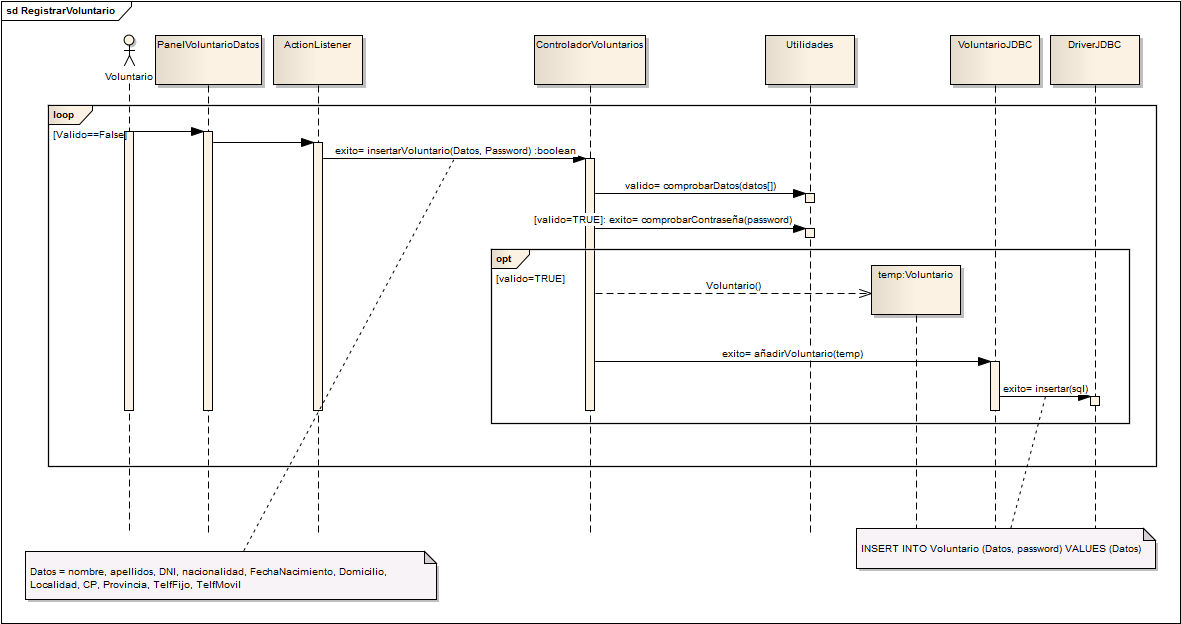 sd RegistrarVoluntario
Voluntario
PanelVoluntarioDatos
ActionListener
ControladorVoluntarios
Utilidades
VoluntarioJDBC
DriverJDBC
loop
[Valido==False]
exito= insertarVoluntario(Datos, Password) :boolean
valido= comprobarDatos(datos[])
[valido=TRUE]: exito= comprobarContraseña(password)
opt
[valido=TRUE]
temp:Voluntario
Voluntario()
exito= añadirVoluntario(temp)
exito= insertar(sql)
INSERT INTO Voluntario (Datos, password) VALUES (Datos)
Datos = nombre, apellidos, DNI, nacionalidad, FechaNacimiento, Domicilio,
Localidad, CP, Provincia, TelfFijo, TelfMovil